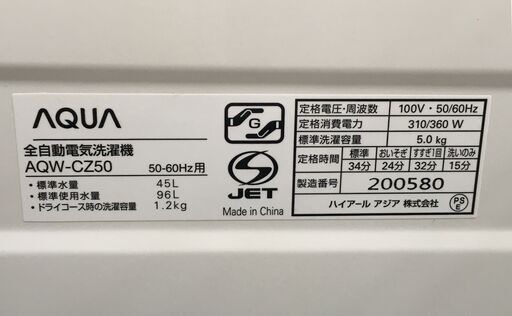 AQUA
全自動電気洗濯機
AQW-CZ50 50-60Hz用
・標準水量 45L
・標準使用水量 96L
・ドライコース時の洗濯容量 1.2kg
G
S
JET
Made in China
定格電圧・周波数 100V・50/60Hz
定格消費電力 310/360 W
標準洗濯容量 5.0 kg
定格時間 標準 おいそぎ すすぎ1回 洗いのみ
34分 24分 32分 15分
製造番号 200580
ハイアール アジア 株式会社
PS
E